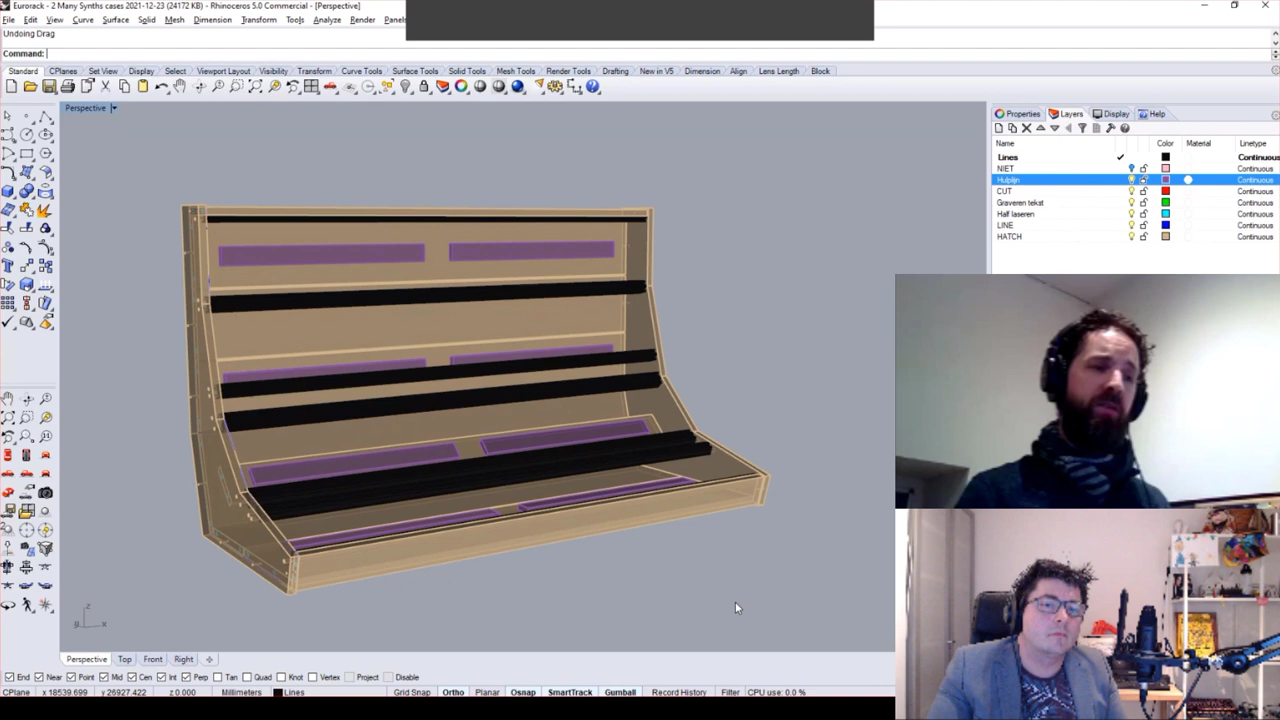 Eurorack - 2 Many Synths cases 2021-12-23 (24172 KB) - Rhinoceros 5.0 Commercial - [Perspective]
File Edit View Curve Surface Solid Mesh Dimension Transform Tools Analyze Render Panels
Undoing Drag
Command:
Standard CPlanes Set View Display Select Viewport Layout Visibility Transform Curve Tools Surface Tools Solid Tools Mesh Tools Render Tools Drafting New in V5 Dimension Align Lens Length Block
Perspective
Properties Layers Display Help
Name Color Material Linetype
Lines Continuous
NIET Continuous
Hulplijn Continuous
CUT Continuous
Graveren tekst Continuous
Half laseren Continuous
LINE Continuous
HATCH Continuous
z
y x
Perspective Top Front Right
End Near Point Mid Cen Int Perp Tan Quad Knot Vertex Project Disable
CPlane x 18539.699 y 26927.422 z 0.000 Millimeters Lines Grid Snap Ortho Planar Osnap SmartTrack Gumball Record History Filter CPU use: 0.0 %